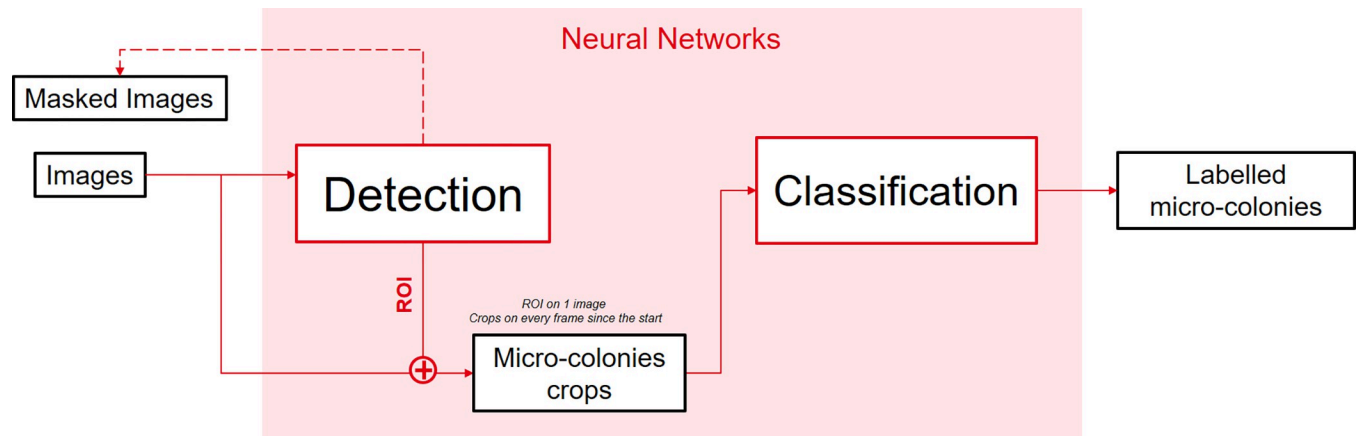 Neural Networks
Masked Images
Images
Detection
Classification
Labelled
micro-colonies
ROI
ROI on 1 image
Crops on every frame since the start
Micro-colonies
crops